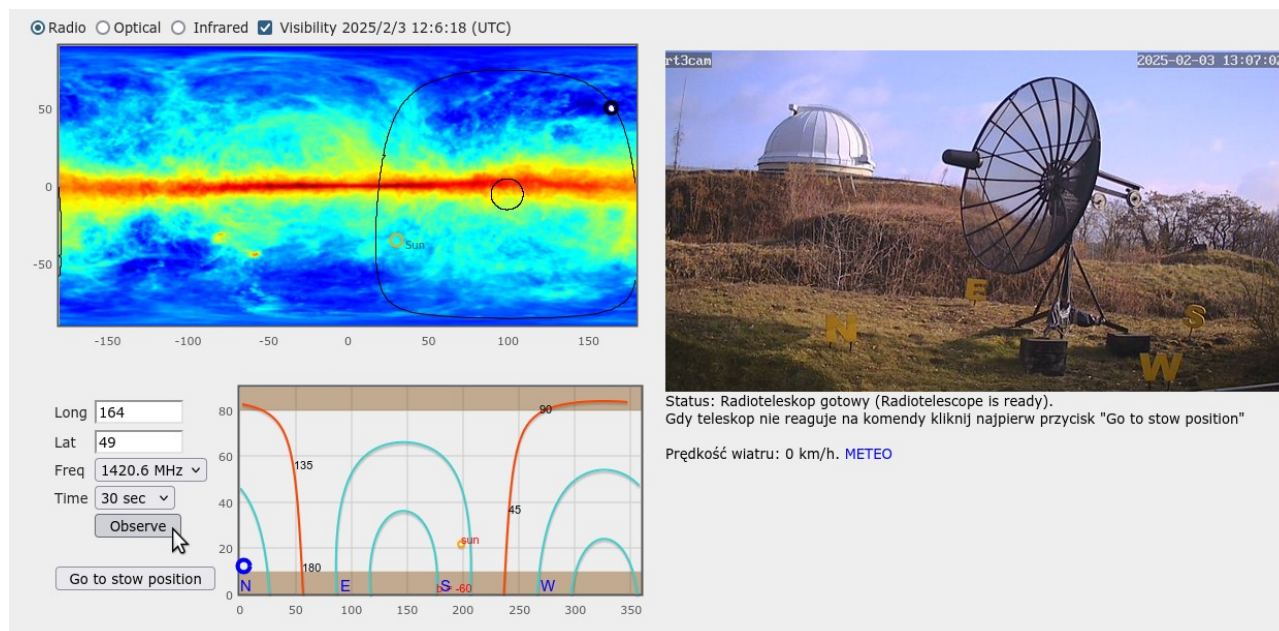 Radio Optical Infrared Visibility 2025/2/3 12:6:18 (UTC)
rt3cam 2025-02-03 13:07:02
50
0
-50
Sun
-150 -100 -50 0 50 100 150
E
N
S
W
Status: Radioteleskop gotowy (Radiotelescope is ready).
Gdy teleskop nie reaguje na komendy kliknij najpierw przycisk "Go to stow position"
Prędkość wiatru: 0 km/h. METEO
Long 164
Lat 49
Freq 1420.6 MHz
Time 30 sec
Observe
Go to stow position
80
60
40
20
0
90
135
45
sun
180
N E S W
b = -60
0 50 100 150 200 250 300 350